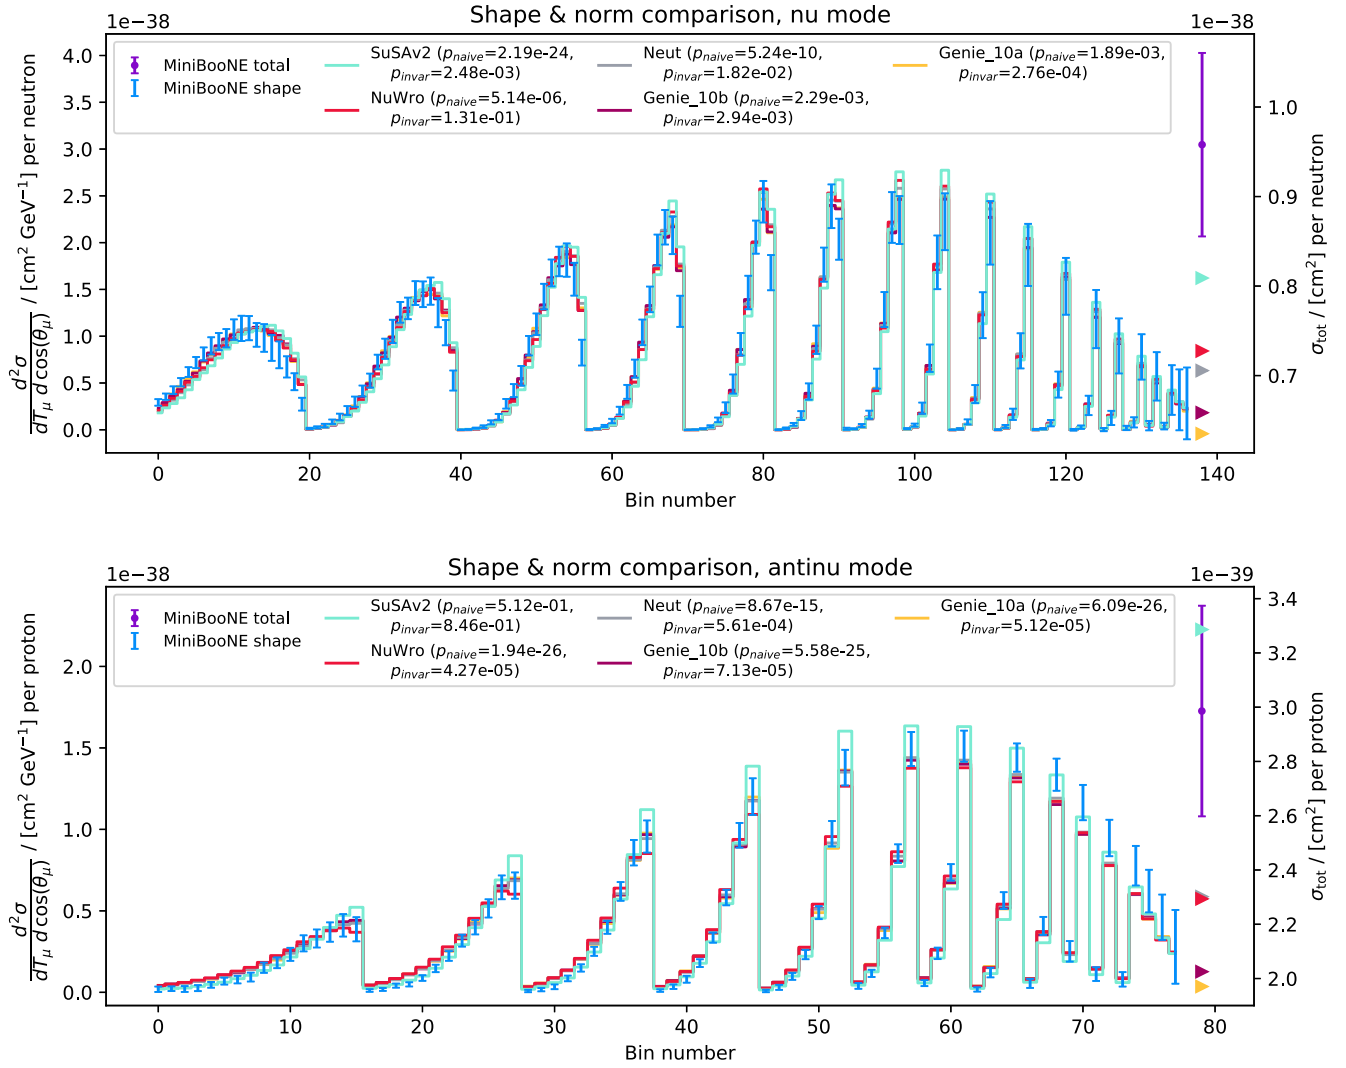 Shape & norm comparison, nu mode
1e−38
1e−38
MiniBooNE total
MiniBooNE shape
SuSAv2 (p_naive=2.19e-24,
p_invar=2.48e-03)
NuWro (p_naive=5.14e-06,
p_invar=1.31e-01)
Neut (p_naive=5.24e-10,
p_invar=1.82e-02)
Genie_10b (p_naive=2.29e-03,
p_invar=2.94e-03)
Genie_10a (p_naive=1.89e-03,
p_invar=2.76e-04)
4.0
3.5
3.0
2.5
2.0
1.5
1.0
0.5
0.0
d²σ / dT_μ d cos(θ_μ) / [cm² GeV⁻¹] per neutron
1.0
0.9
0.8
0.7
σ_tot / [cm²] per neutron
0 20 40 60 80 100 120 140
Bin number
Shape & norm comparison, antinu mode
1e−38
1e−39
MiniBooNE total
MiniBooNE shape
SuSAv2 (p_naive=5.12e-01,
p_invar=8.46e-01)
NuWro (p_naive=1.94e-26,
p_invar=4.27e-05)
Neut (p_naive=8.67e-15,
p_invar=5.61e-04)
Genie_10b (p_naive=5.58e-25,
p_invar=7.13e-05)
Genie_10a (p_naive=6.09e-26,
p_invar=5.12e-05)
2.0
1.5
1.0
0.5
0.0
d²σ / dT_μ d cos(θ_μ) / [cm² GeV⁻¹] per proton
3.4
3.2
3.0
2.8
2.6
2.4
2.2
2.0
σ_tot / [cm²] per proton
0 10 20 30 40 50 60 70 80
Bin number